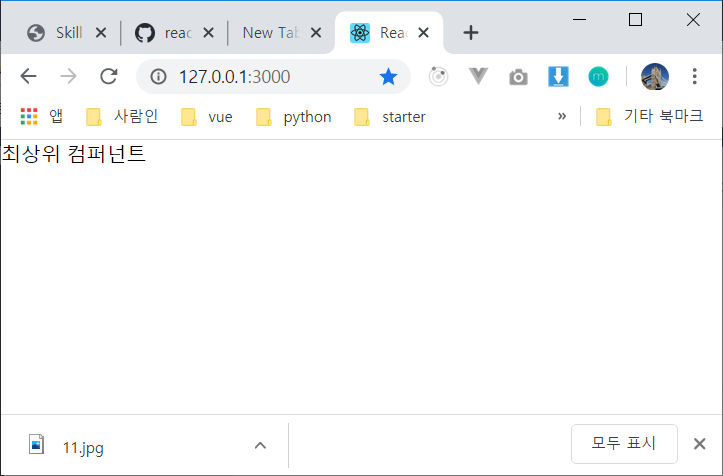 Skill reac New Tab Reac
127.0.0.1:3000
앱 사람인 vue python starter » 기타 북마크
최상위 컴퍼넌트
11.jpg 모두 표시